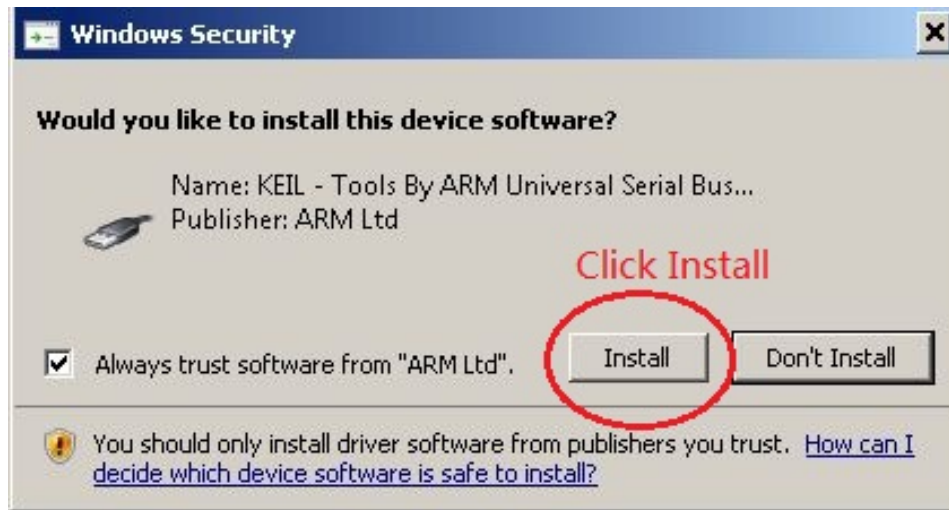 Windows Security
Would you like to install this device software?
Name: KEIL - Tools By ARM Universal Serial Bus...
Publisher: ARM Ltd
Click Install
Always trust software from "ARM Ltd".
Install
Don't Install
You should only install driver software from publishers you trust. How can I
decide which device software is safe to install?